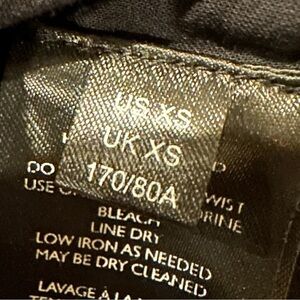 US XS
UK XS
170/80A
DO
USE WIST
BLEACH
LINE DRY
LOW IRON AS NEEDED
MAY BE DRY CLEANED
LAVAGE À LA